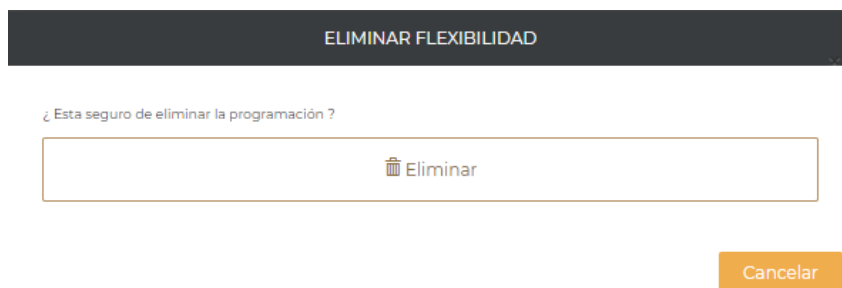 ELIMINAR FLEXIBILIDAD
¿ Esta seguro de eliminar la programación ?
Eliminar
Cancelar